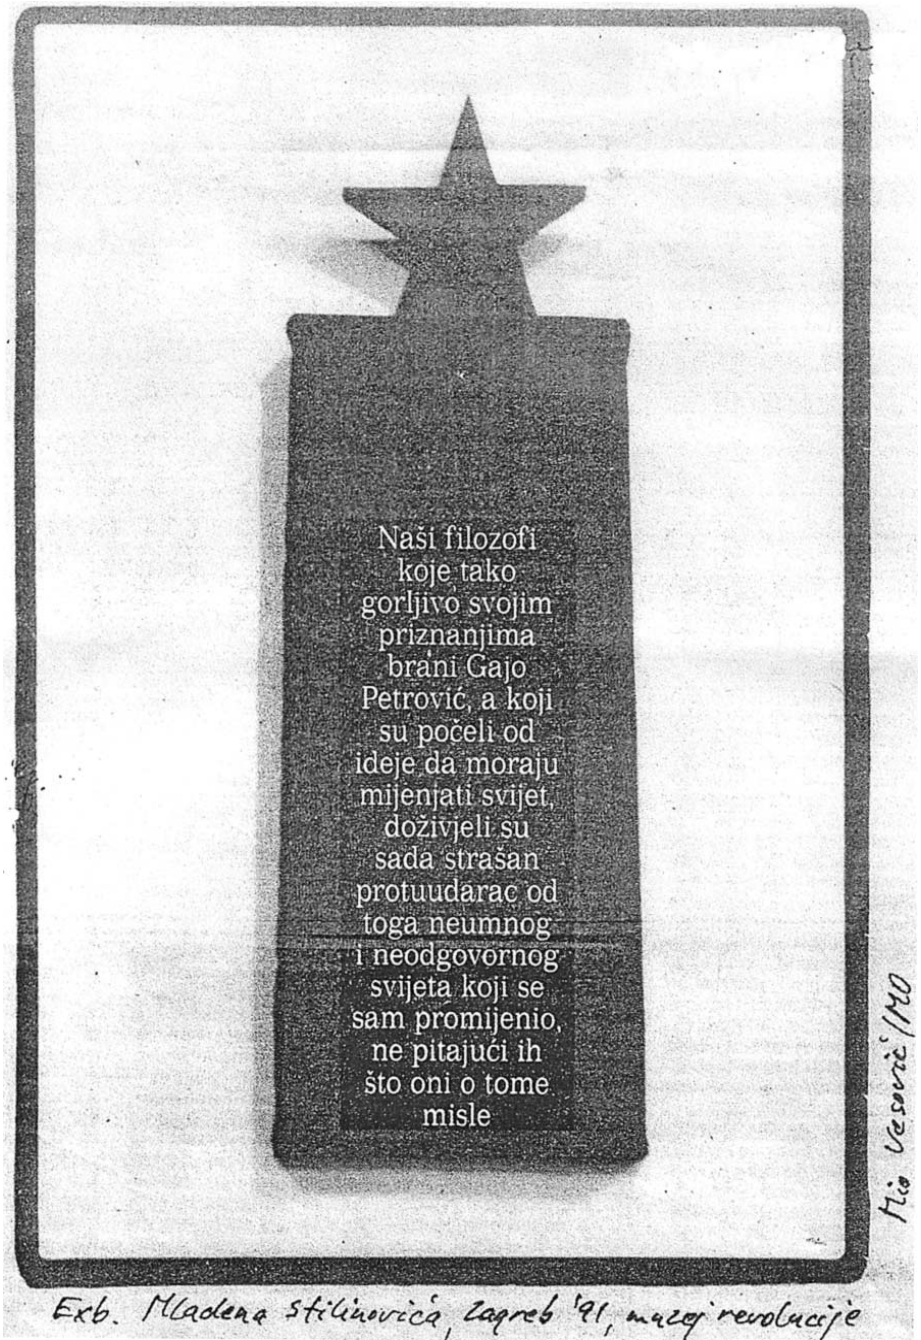 Naši filozofi
koje tako
gorljivo svojim
priznanjima
brani Gajo
Petrović, a koji
su počeli od
ideje da moraju
mijenjati svijet,
doživjeli su
sada strašan
protuudarac od
toga neumnog
i neodgovornog
svijeta koji se
sam promijenio,
ne pitajući ih
što oni o tome
misle
Mio Vesović/MO
Exb. Mladena Stilinovića, Zagreb '91, muzej revolucije